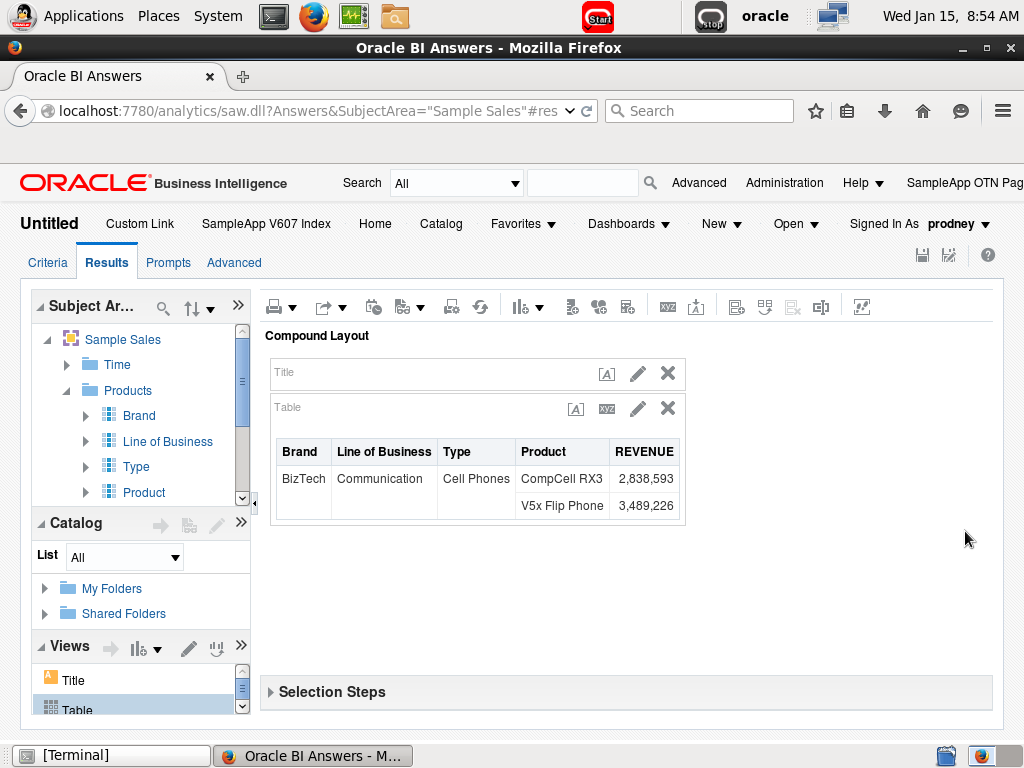 Applications Places System Start stop oracle Wed Jan 15, 8:54 AM
Oracle BI Answers - Mozilla Firefox
Oracle BI Answers
localhost:7780/analytics/saw.dll?Answers&SubjectArea="Sample Sales"#res Search
ORACLE Business Intelligence Search All Advanced Administration Help SampleApp OTN Pag
Untitled Custom Link SampleApp V607 Index Home Catalog Favorites Dashboards New Open Signed In As prodney
Criteria Results Prompts Advanced
Subject Ar...
Sample Sales
Time
Products
Brand
Line of Business
Type
Product
Catalog
List All
My Folders
Shared Folders
Views
Title
Table
Compound Layout
Title
Table
Brand Line of Business Type Product REVENUE
BizTech Communication Cell Phones CompCell RX3 2,838,593
V5x Flip Phone 3,489,226
Selection Steps
[Terminal] Oracle BI Answers - M...